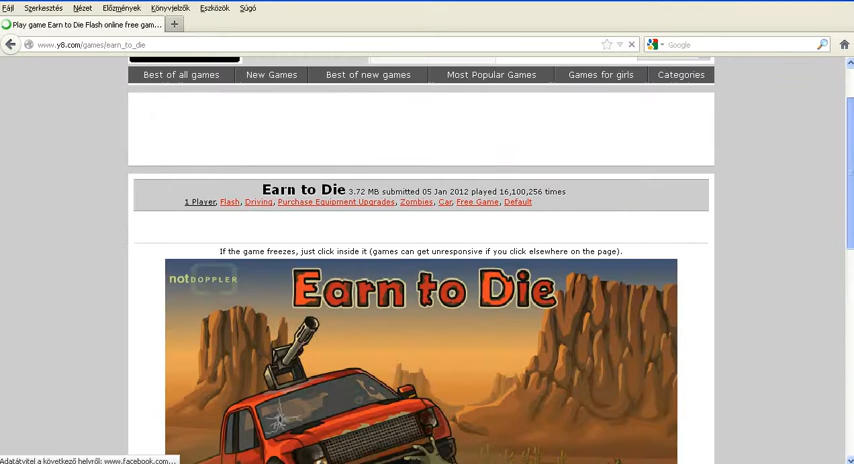 Fájl Szerkesztés Nézet Előzmények Könyvjelzők Eszközök Súgó
Play game Earn to Die Flash online free gam... +
www.y8.com/games/earn_to_die Google
Best of all games New Games Best of new games Most Popular Games Games for girls Categories
Earn to Die 3.72 MB submitted 05 Jan 2012 played 16,100,256 times
1 Player, Flash, Driving, Purchase Equipment Upgrades, Zombies, Car, Free Game, Default
If the game freezes, just click inside it (games can get unresponsive if you click elsewhere on the page).
notDOPPLER
Earn to Die
Adatátvitel a következő helyről: www.facebook.com...